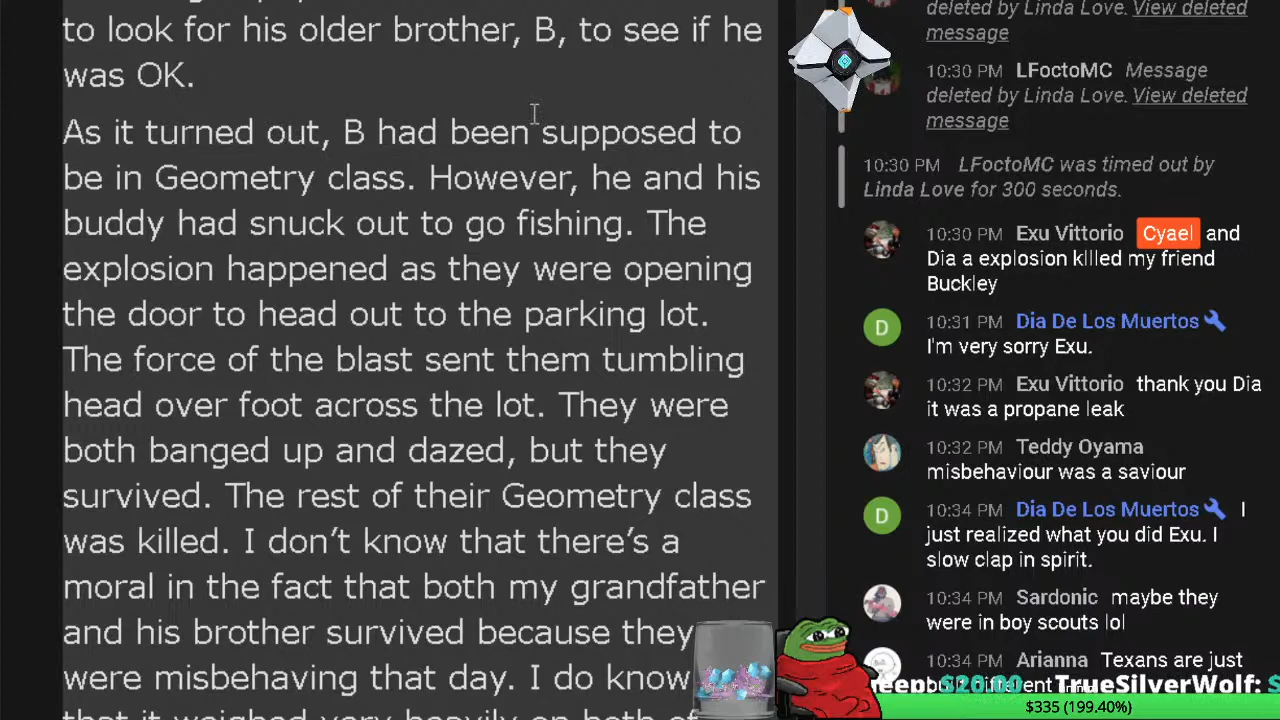 to look for his older brother, B, to see if he
was OK.
As it turned out, B had been supposed to
be in Geometry class. However, he and his
buddy had snuck out to go fishing. The
explosion happened as they were opening
the door to head out to the parking lot.
The force of the blast sent them tumbling
head over foot across the lot. They were
both banged up and dazed, but they
survived. The rest of their Geometry class
was killed. I don’t know that there’s a
moral in the fact that both my grandfather
and his brother survived because they
were misbehaving that day. I do know
that it weighed very heavily on both of
deleted by Linda Love. View deleted
message
10:30 PM LFoctoMC Message
deleted by Linda Love. View deleted
message
10:30 PM LFoctoMC was timed out by
Linda Love for 300 seconds.
10:30 PM Exu Vittorio Cyael and
Dia a explosion kIlled my friend
Buckley
D 10:31 PM Dia De Los Muertos
I'm very sorry Exu.
10:32 PM Exu Vittorio thank you Dia
it was a propane leak
10:32 PM Teddy Oyama
misbehaviour was a saviour
D 10:34 PM Dia De Los Muertos I
just realized what you did Exu. I
slow clap in spirit.
10:34 PM Sardonic maybe they
were in boy scouts lol
10:34 PM Arianna Texans are just
$20.00 TrueSilverWolf:
$335 (199.40%)